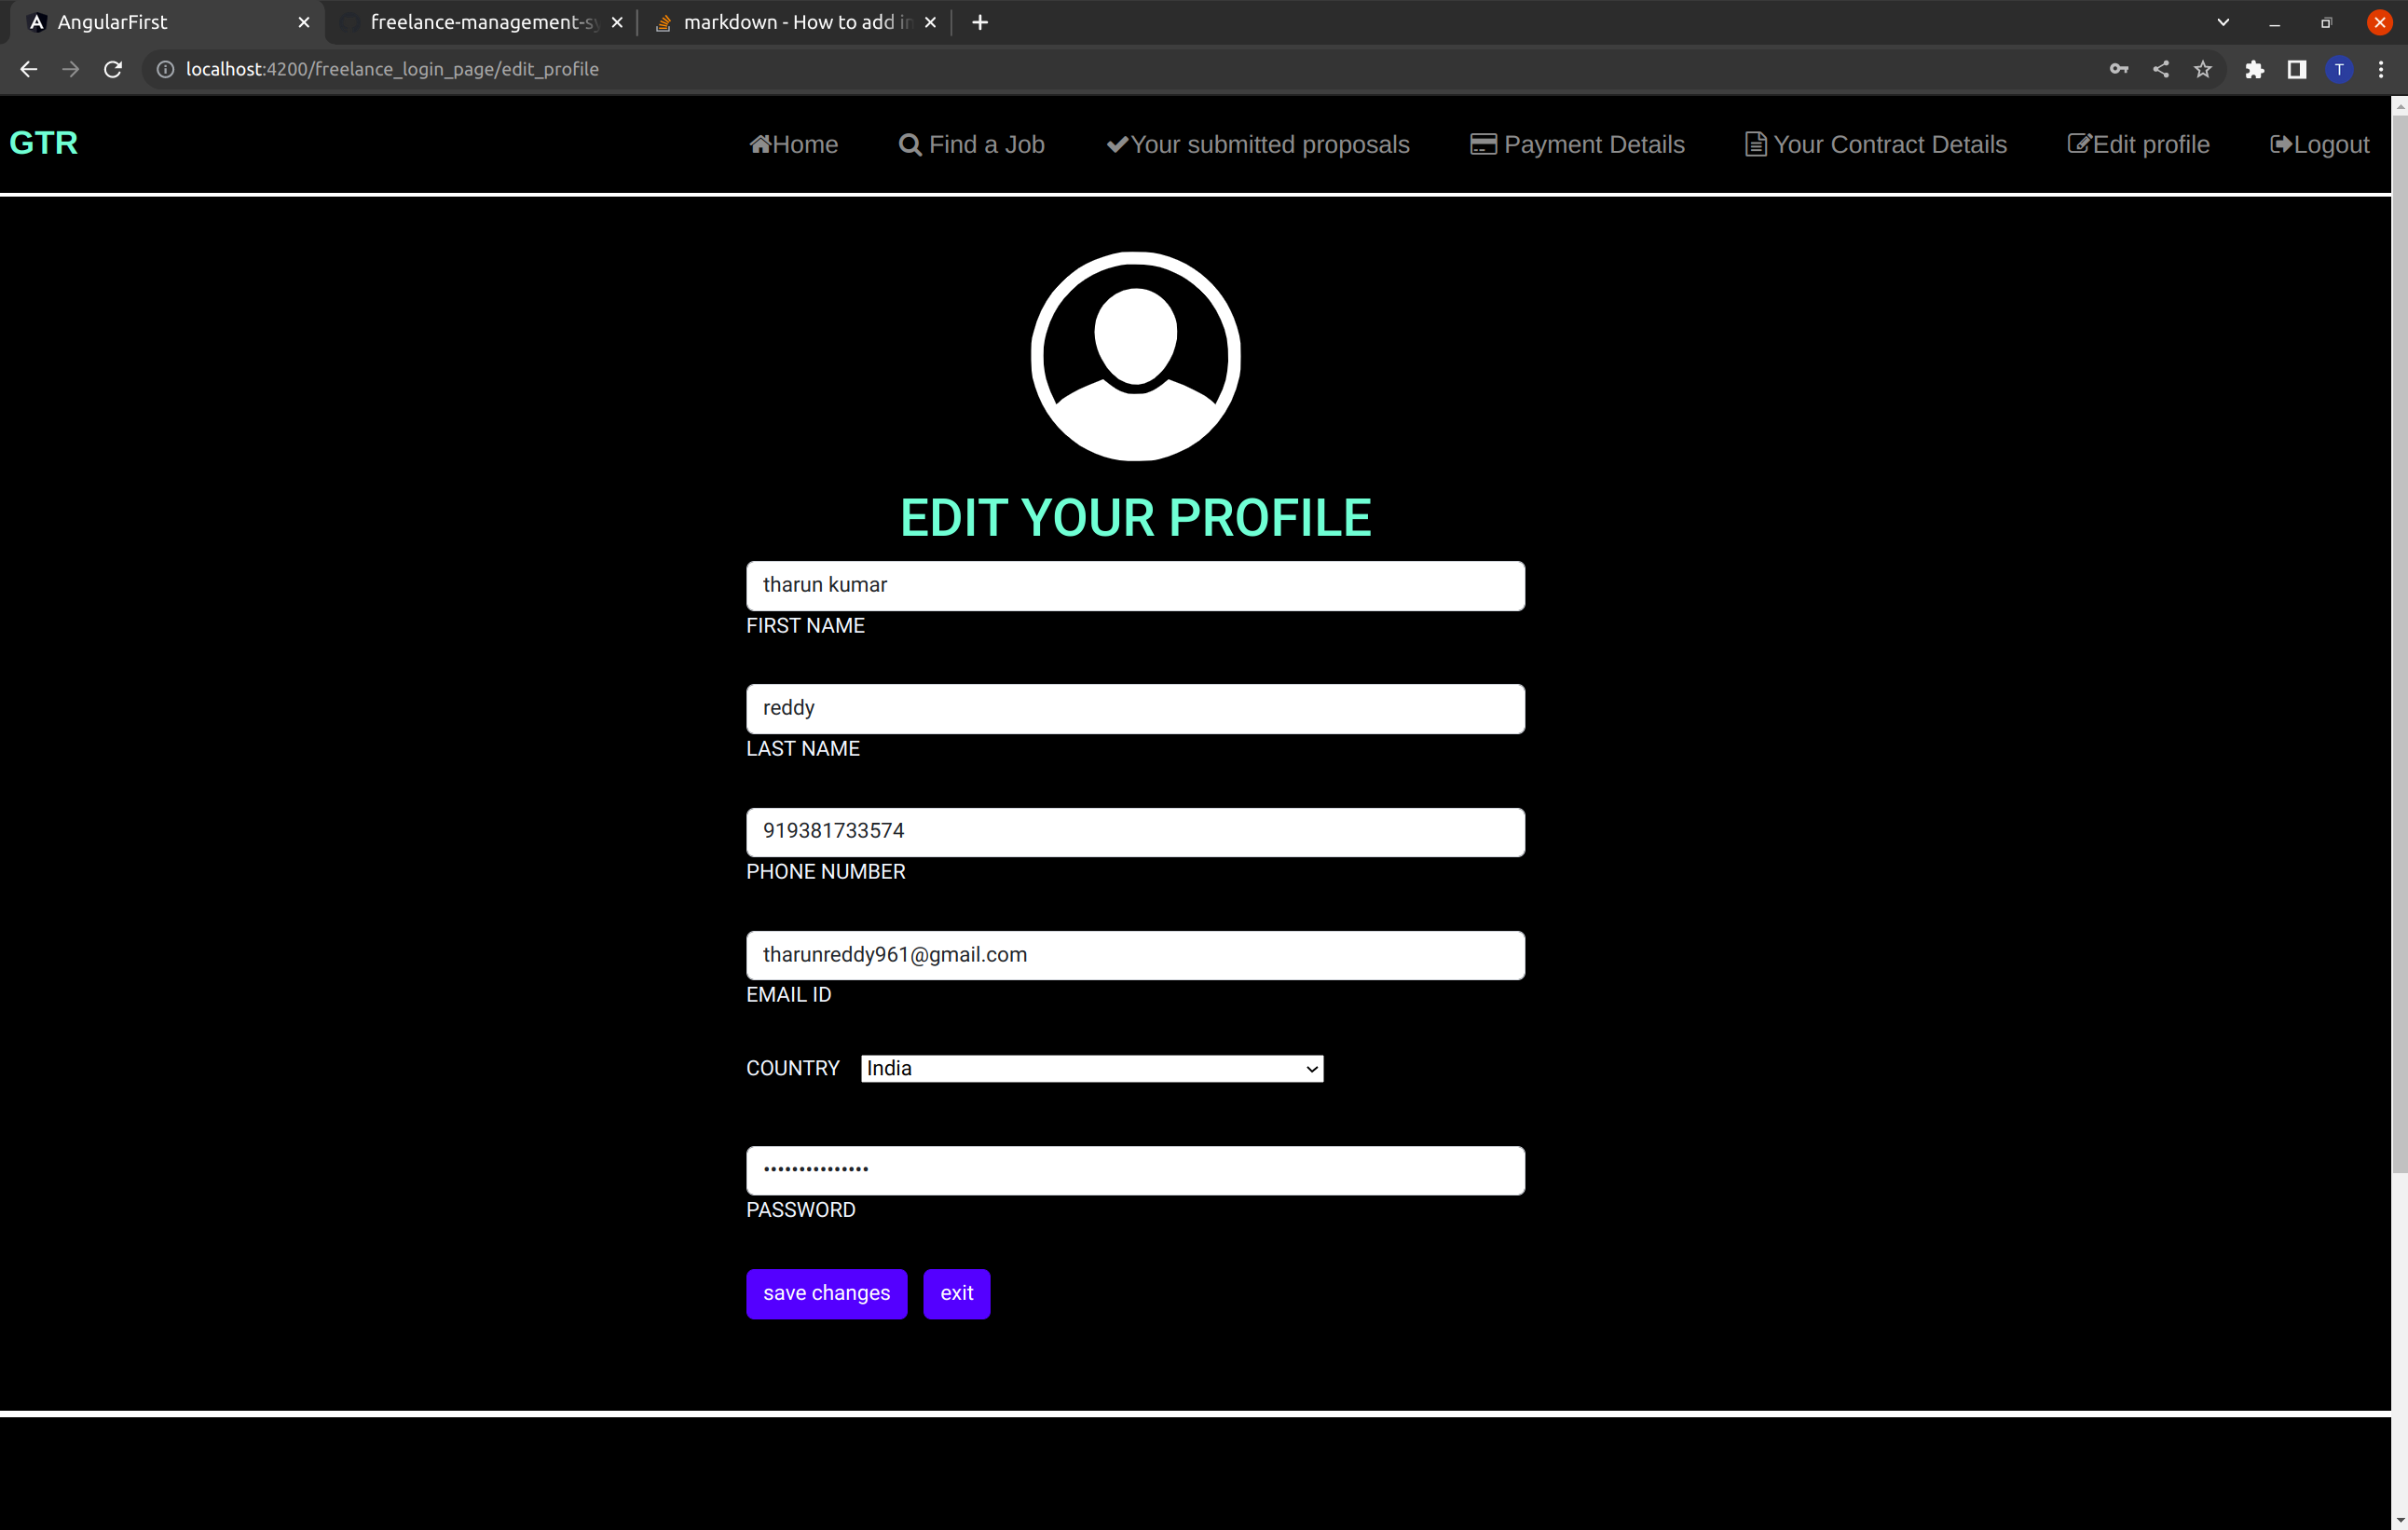 AngularFirst
freelance-management-sy
markdown - How to add in
localhost:4200/freelance_login_page/edit_profile
T
GTR
Home
Find a Job
Your submitted proposals
Payment Details
Your Contract Details
Edit profile
Logout
EDIT YOUR PROFILE
tharun kumar
FIRST NAME
reddy
LAST NAME
919381733574
PHONE NUMBER
tharunreddy961@gmail.com
EMAIL ID
COUNTRY India
•••••••••••••••
PASSWORD
save changes exit